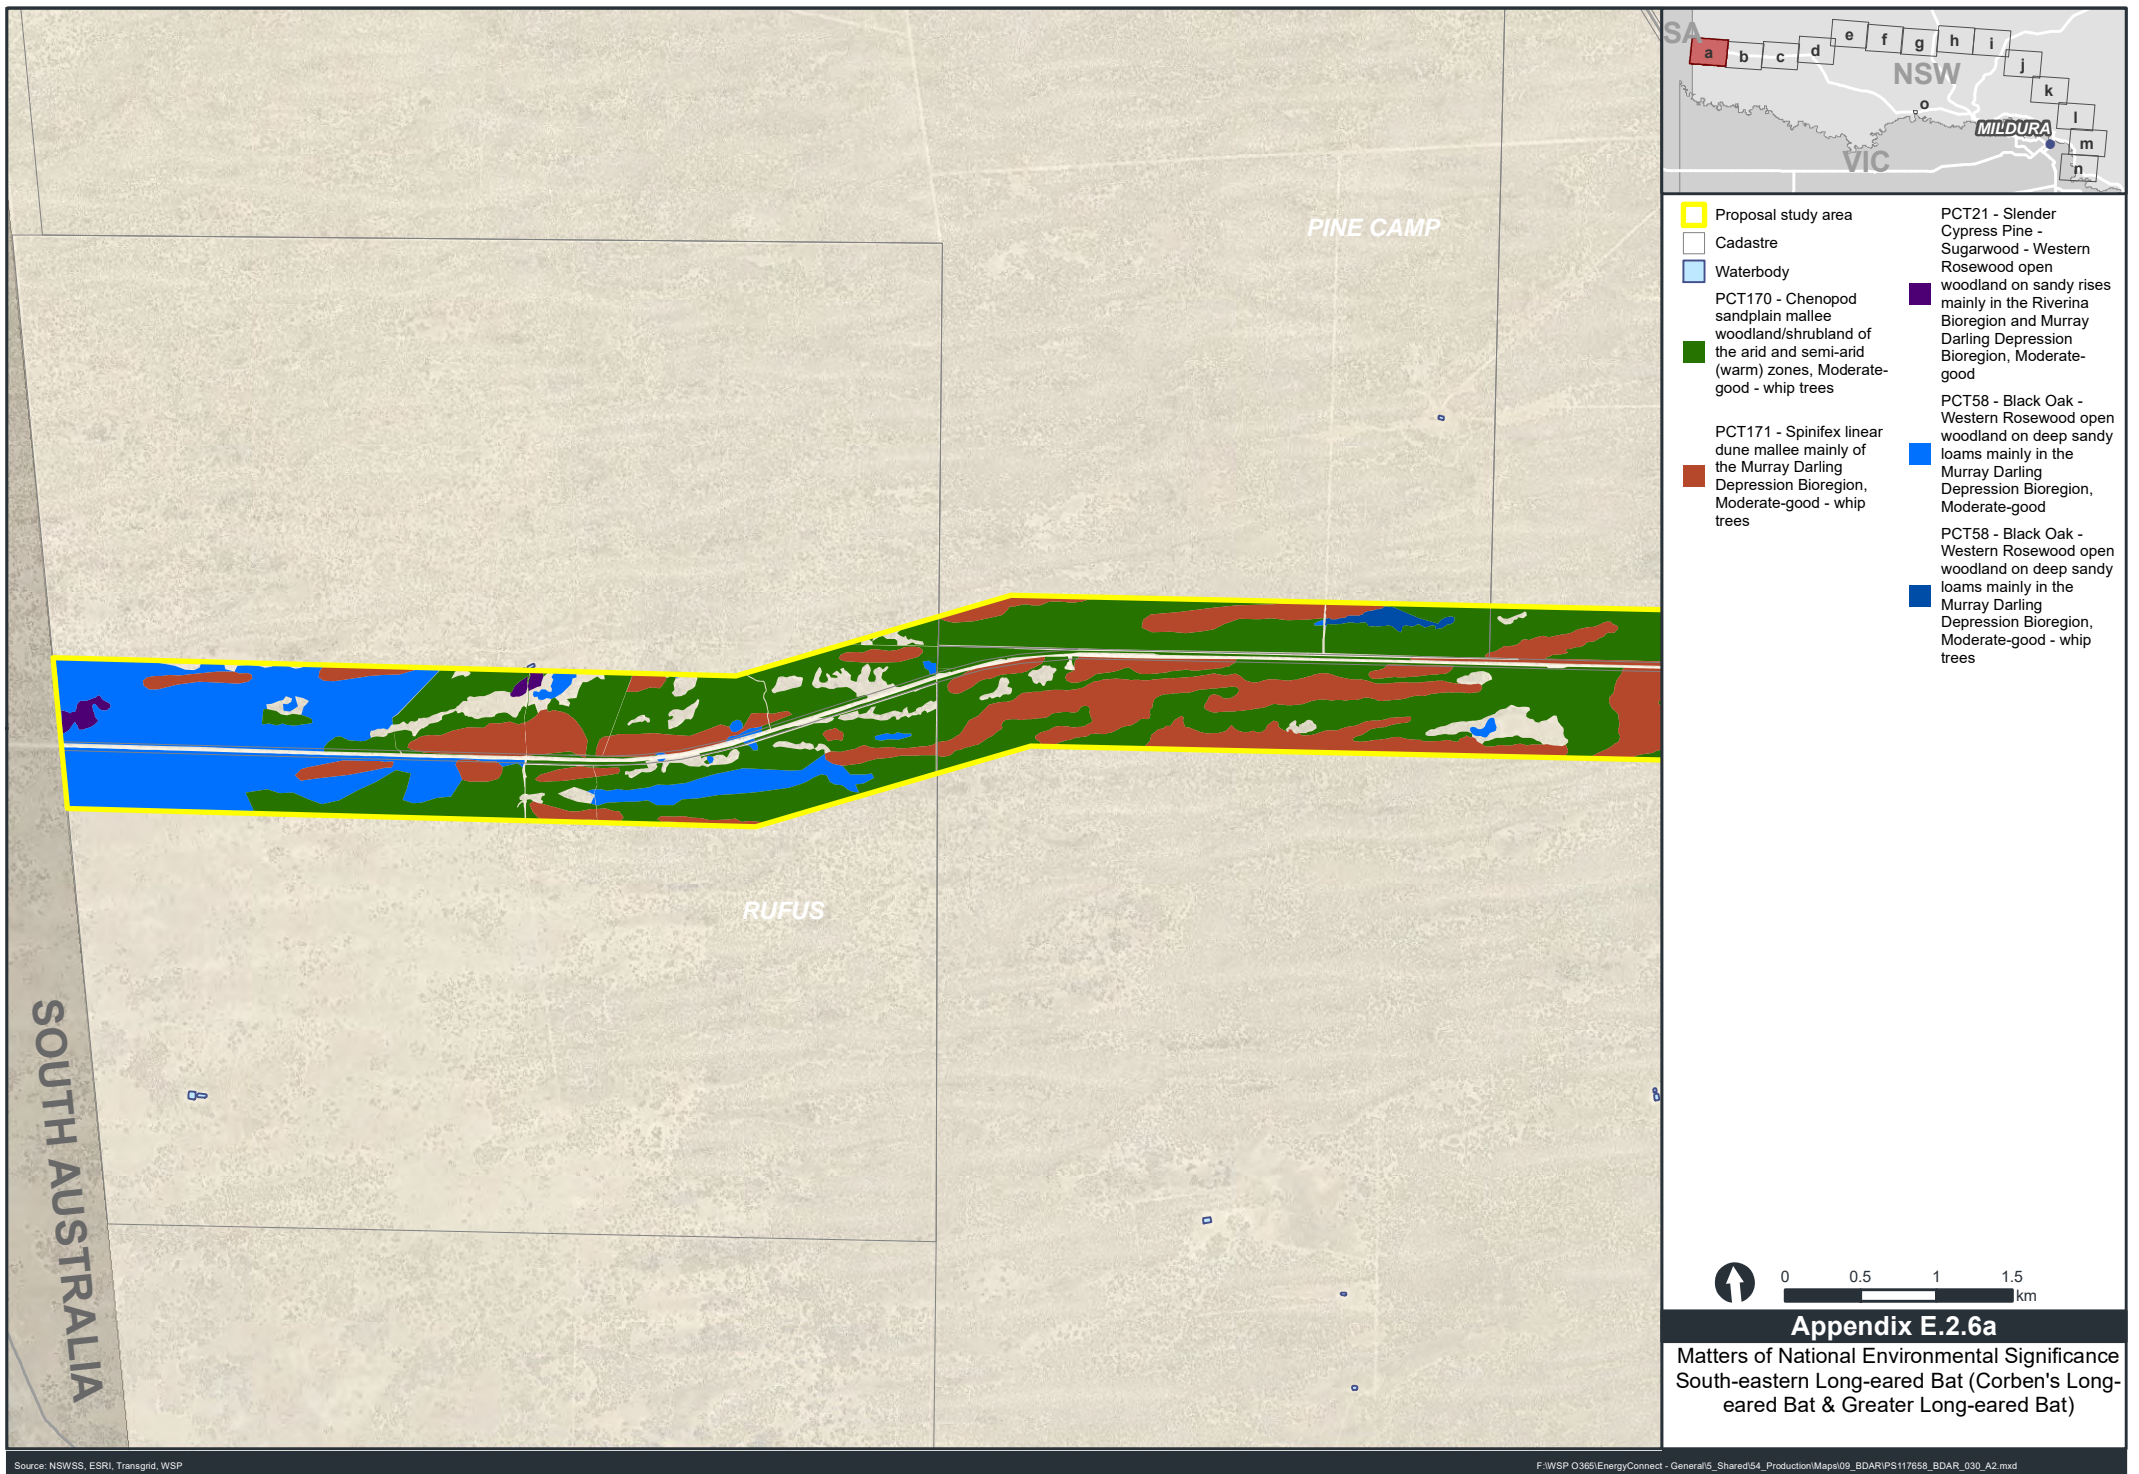 PINE CAMP
RUFUS
SOUTH AUSTRALIA
SA
a
b
c
d
e
f
g
h
i
j
k
l
m
n
o
NSW
MILDURA
VIC
Proposal study area
Cadastre
Waterbody
PCT170 - Chenopod
sandplain mallee
woodland/shrubland of
the arid and semi-arid
(warm) zones, Moderate-
good - whip trees
PCT171 - Spinifex linear
dune mallee mainly of
the Murray Darling
Depression Bioregion,
Moderate-good - whip
trees
PCT21 - Slender
Cypress Pine -
Sugarwood - Western
Rosewood open
woodland on sandy rises
mainly in the Riverina
Bioregion and Murray
Darling Depression
Bioregion, Moderate-
good
PCT58 - Black Oak -
Western Rosewood open
woodland on deep sandy
loams mainly in the
Murray Darling
Depression Bioregion,
Moderate-good
PCT58 - Black Oak -
Western Rosewood open
woodland on deep sandy
loams mainly in the
Murray Darling
Depression Bioregion,
Moderate-good - whip
trees
0 0.5 1 1.5
km
Appendix E.2.6a
Matters of National Environmental Significance
South-eastern Long-eared Bat (Corben's Long-
eared Bat & Greater Long-eared Bat)
Source: NSWSS, ESRI, Transgrid, WSP
F:\WSP O365\EnergyConnect - General\5_Shared\54_Production\Maps\09_BDAR\PS117658_BDAR_030_A2.mxd